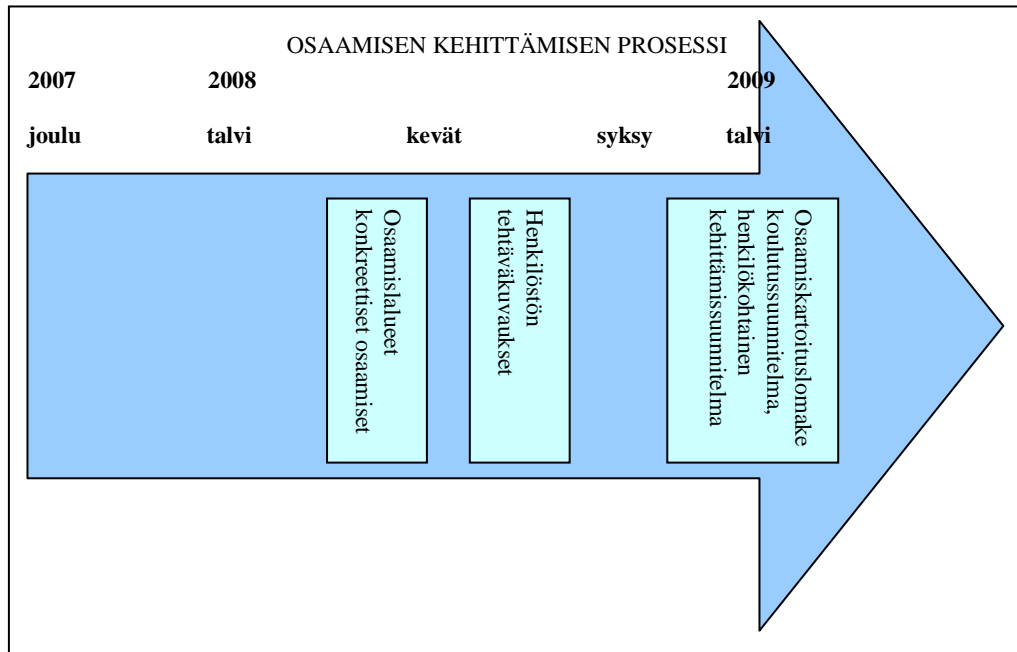 OSAAMISEN KEHITTÄMISEN PROSESSI
2007 2008 2009
joulu talvi kevät syksy talvi
Osaamislalueet
konkreettiset osaamiset
Henkilöstön
tehtäväkuvaukset
Osaamiskartoituslomake
koulutussuunnitelma,
henkilökohtainen
kehittämissuunnitelma